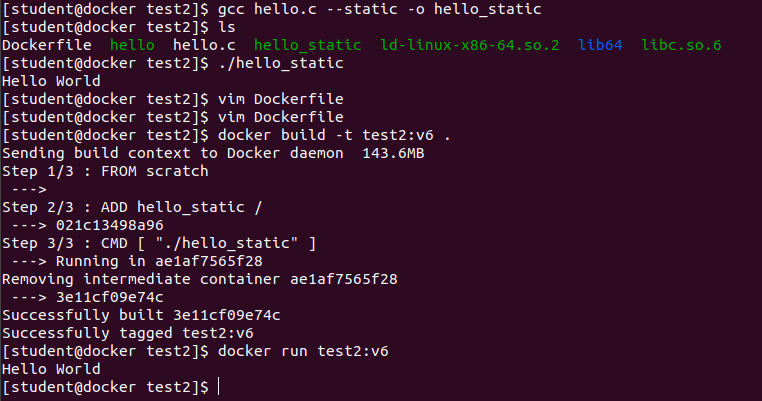 [student@docker test2]$ gcc hello.c --static -o hello_static
[student@docker test2]$ ls
Dockerfile  hello  hello.c  hello_static  ld-linux-x86-64.so.2  lib64  libc.so.6
[student@docker test2]$ ./hello_static
Hello World
[student@docker test2]$ vim Dockerfile
[student@docker test2]$ vim Dockerfile
[student@docker test2]$ docker build -t test2:v6 .
Sending build context to Docker daemon  143.6MB
Step 1/3 : FROM scratch
 --->
Step 2/3 : ADD hello_static /
 ---> 021c13498a96
Step 3/3 : CMD [ "./hello_static" ]
 ---> Running in ae1af7565f28
Removing intermediate container ae1af7565f28
 ---> 3e11cf09e74c
Successfully built 3e11cf09e74c
Successfully tagged test2:v6
[student@docker test2]$ docker run test2:v6
Hello World
[student@docker test2]$